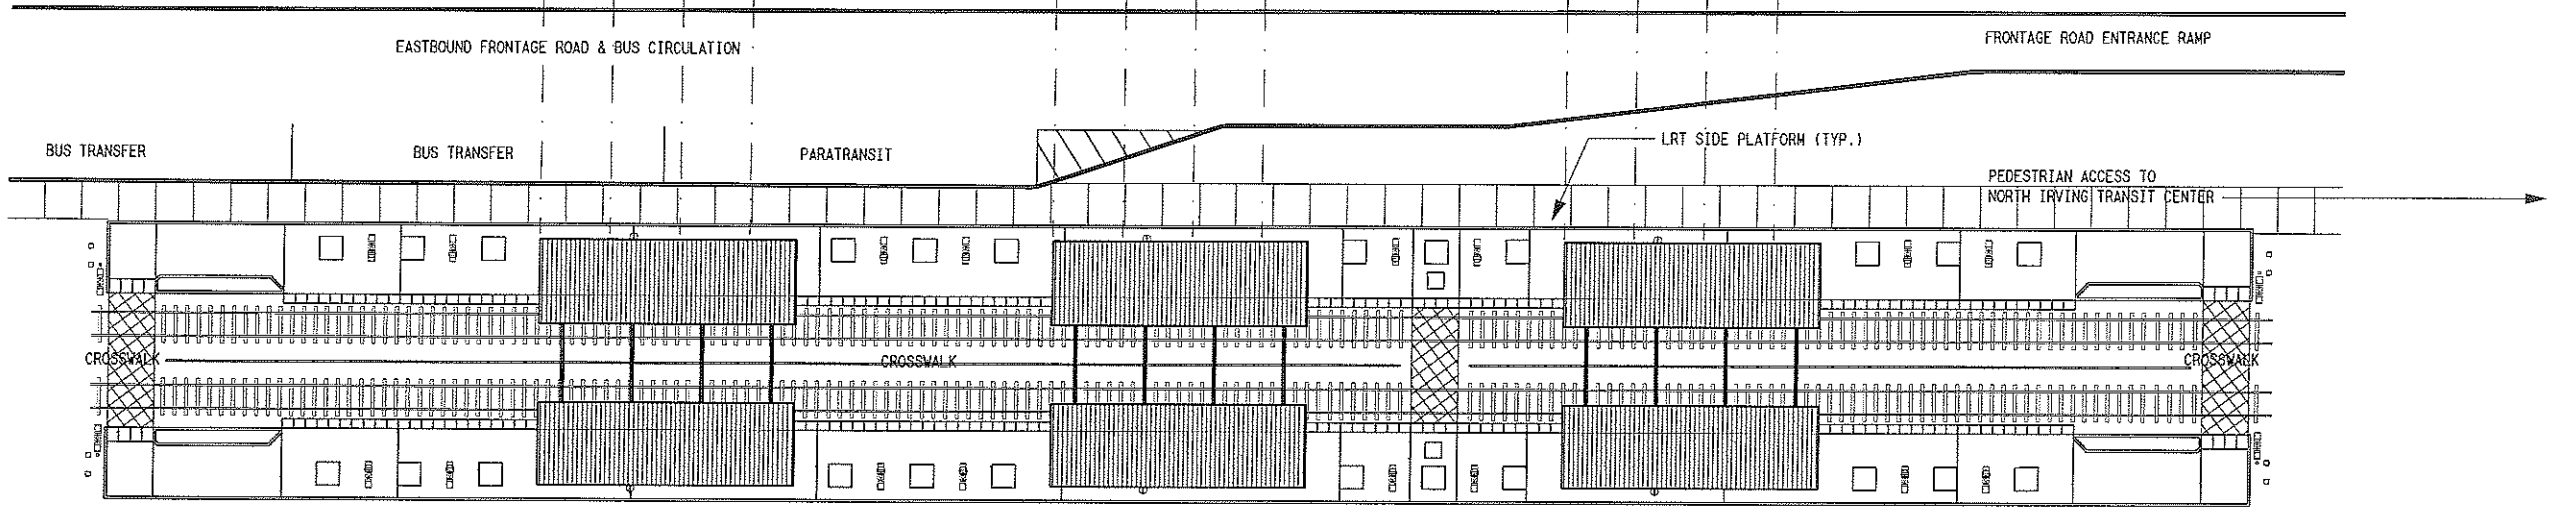 EASTBOUND FRONTAGE ROAD & BUS CIRCULATION
FRONTAGE ROAD ENTRANCE RAMP
BUS TRANSFER
BUS TRANSFER
PARATRANSIT
LRT SIDE PLATFORM (TYP.)
PEDESTRIAN ACCESS TO
NORTH IRVING TRANSIT CENTER
CROSSWALK
CROSSWALK
CROSSWALK